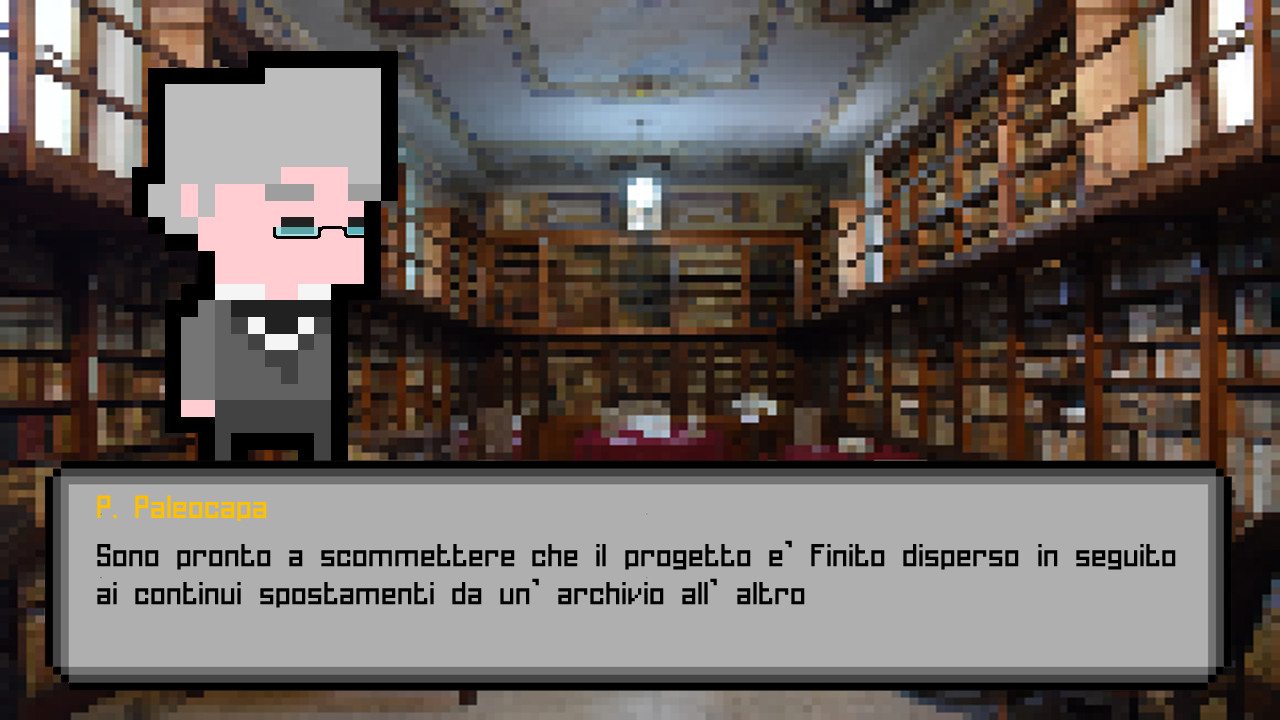 P. Paleocapa
Sono pronto a scommettere che il progetto e` finito disperso in seguito
ai continui spostamenti da un` archivio all` altro